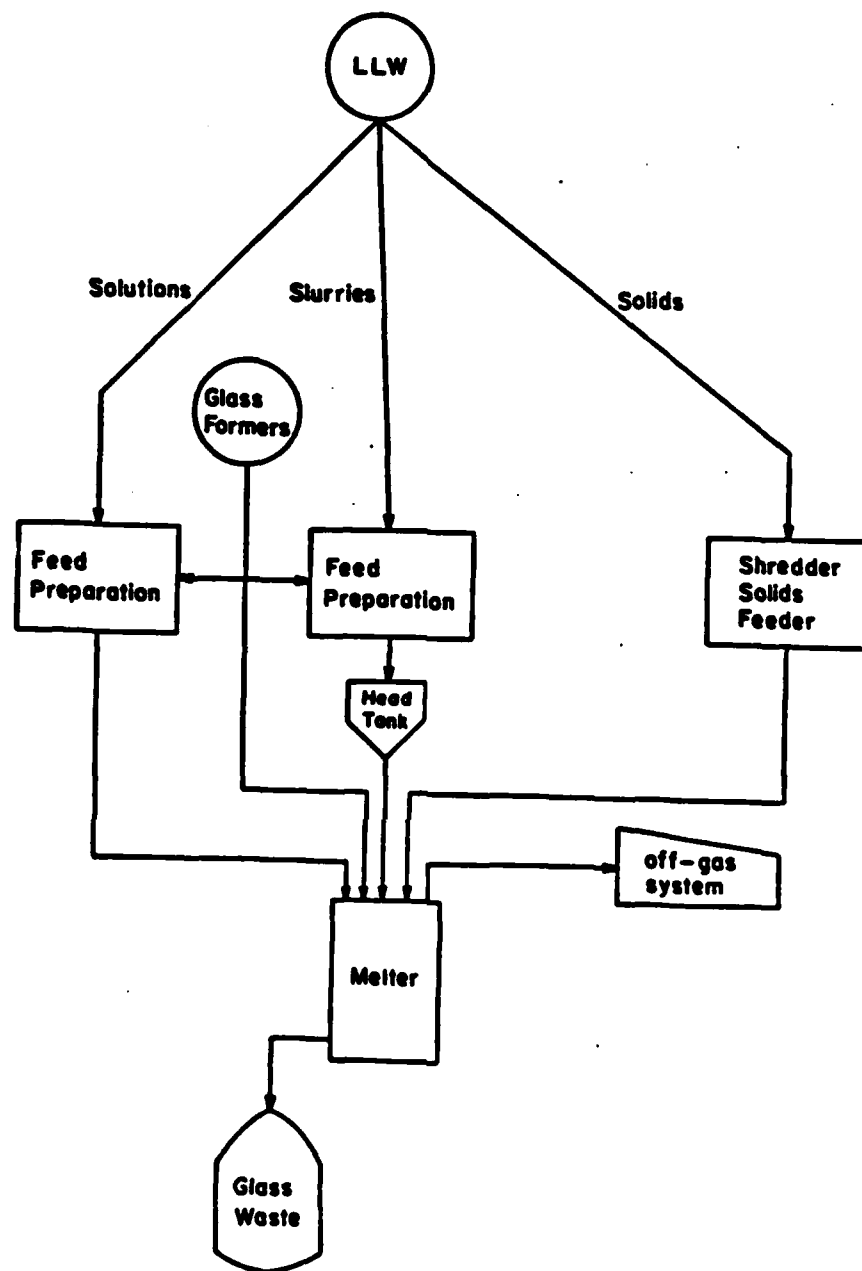 LLW
Solutions
Slurries
Solids
Glass
Formers
Feed
Preparation
Feed
Preparation
Shredder
Solids
Feeder
Head
Tank
off-gas
system
Melter
Glass
Waste